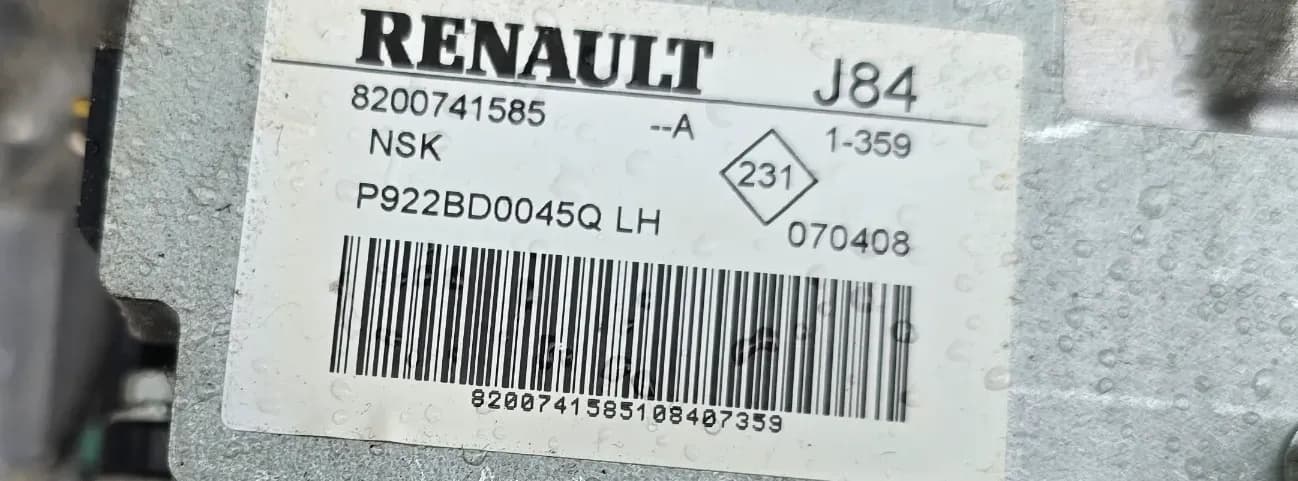 RENAULT J84
8200741585 --A 1-359
NSK 231
P922BD0045Q LH 070408
8200741585108407359